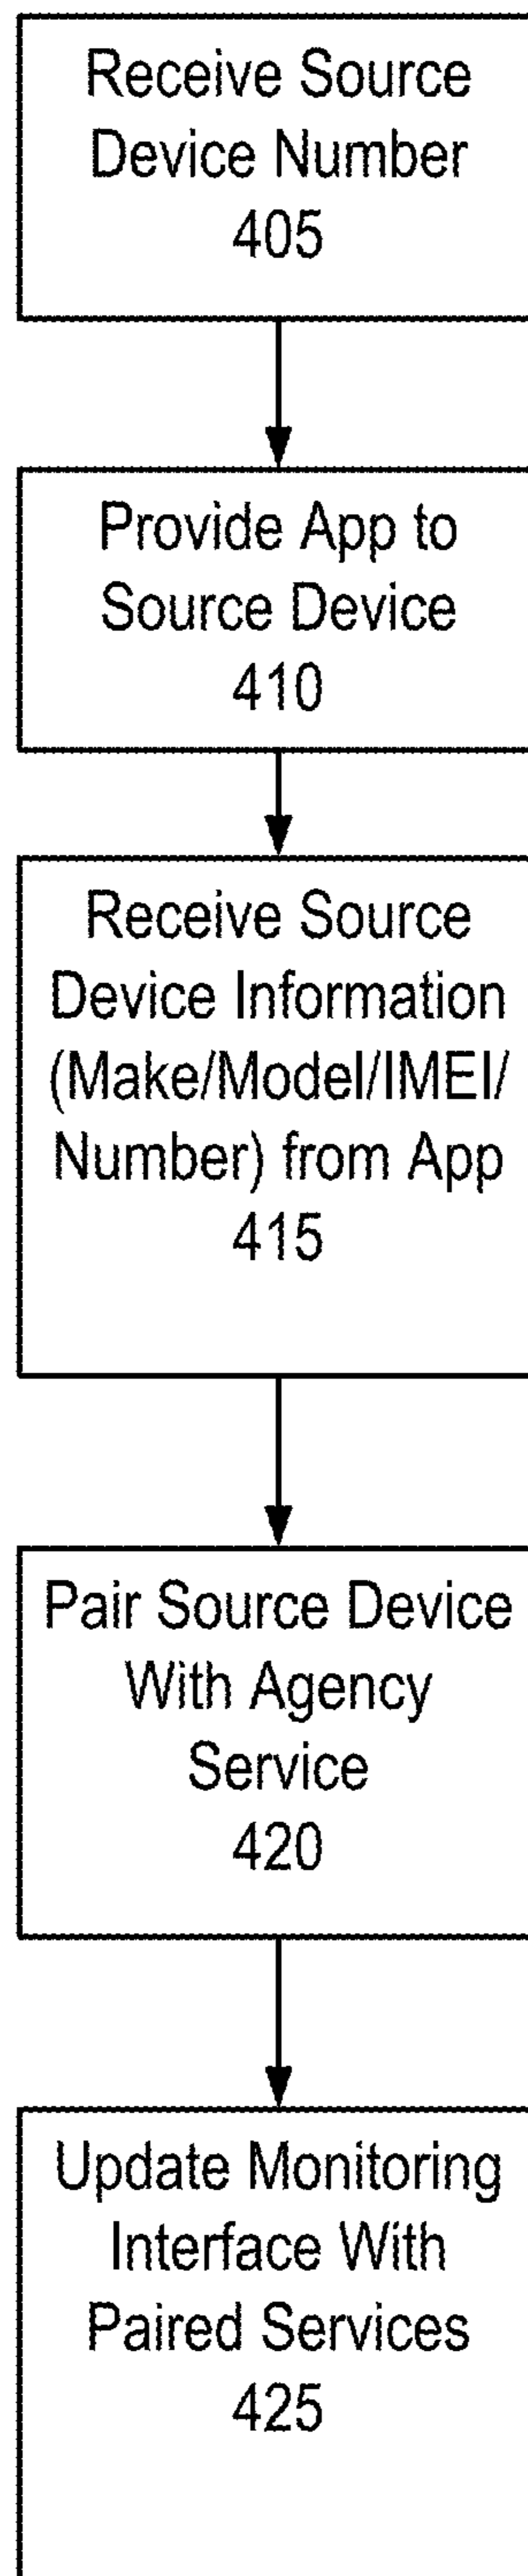 Receive Source
Device Number
405
Provide App to
Source Device
410
Receive Source
Device Information
(Make/Model/IMEI/
Number) from App
415
Pair Source Device
With Agency
Service
420
Update Monitoring
Interface With
Paired Services
425